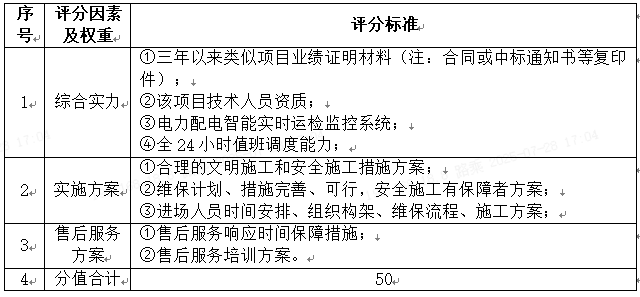 序号 评分因素及权重 评分标准
1 综合实力 ①三年以来类似项目业绩证明材料（注：合同或中标通知书等复印件）；
②该项目技术人员资质；
③电力配电智能实时运检监控系统；
④全 24 小时值班调度能力；
2 实施方案 ①合理的文明施工和安全施工措施方案；
②维保计划、措施完善、可行，安全施工有保障者方案；
③进场人员时间安排、组织构架、维保流程、施工方案；
3 售后服务方案 ①售后服务响应时间保障措施；
②售后服务培训方案。
4 分值合计 50